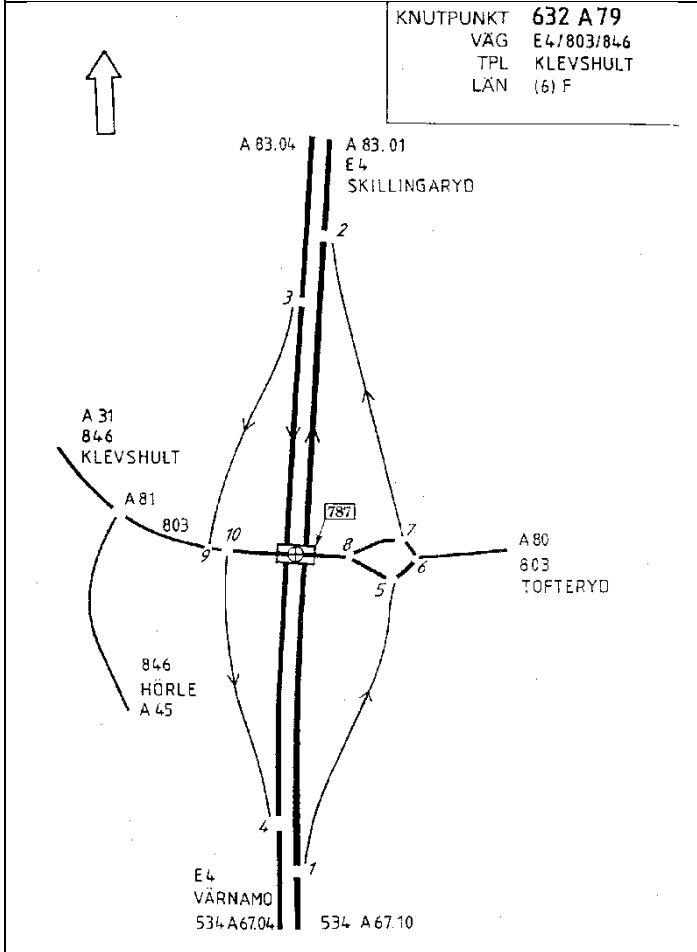 KNUTPUNKT 632 A79
VÄG E4/803/846
TPL KLEVSHULT
LÄN (6) F
A 83.04
A 83.01
E4
SKILLINGARYD
2
3
A 31
846
KLEVSHULT
A 81
803
9
10
787
8
7
6
5
A 80
803
TOFTERYD
846
HÖRLE
A 45
4
1
E4
VÄRNAMO
534 A67.04
534 A67.10